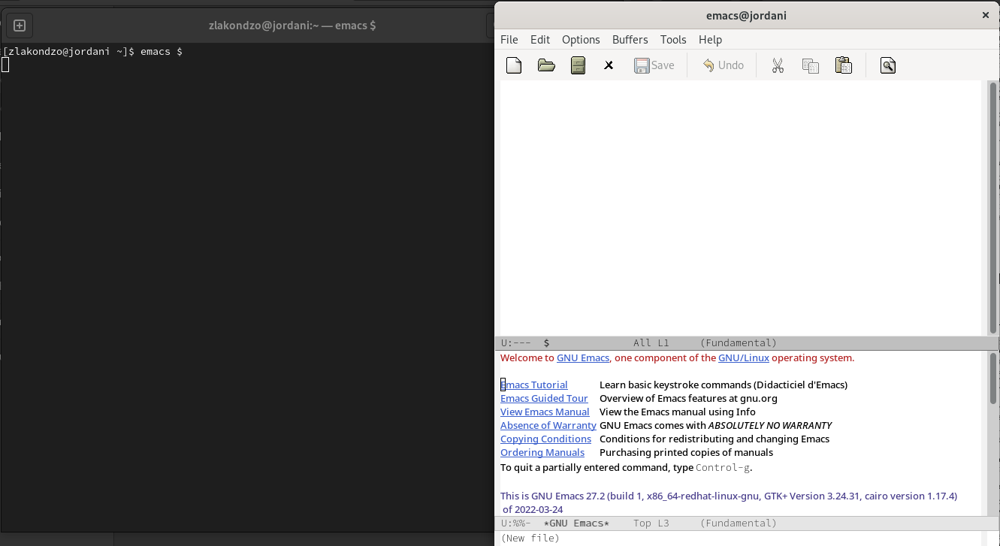 zlakondzo@jordani:~ — emacs $
[zlakondzo@jordani ~]$ emacs $
emacs@jordani
File Edit Options Buffers Tools Help
Save Undo
U:--- $ All L1 (Fundamental)
Welcome to GNU Emacs, one component of the GNU/Linux operating system.
Emacs Tutorial Learn basic keystroke commands (Didacticiel d'Emacs)
Emacs Guided Tour Overview of Emacs features at gnu.org
View Emacs Manual View the Emacs manual using Info
Absence of Warranty GNU Emacs comes with ABSOLUTELY NO WARRANTY
Copying Conditions Conditions for redistributing and changing Emacs
Ordering Manuals Purchasing printed copies of manuals
To quit a partially entered command, type Control-g.
This is GNU Emacs 27.2 (build 1, x86_64-redhat-linux-gnu, GTK+ Version 3.24.31, cairo version 1.17.4)
of 2022-03-24
U:%%- *GNU Emacs* Top L3 (Fundamental)
(New file)